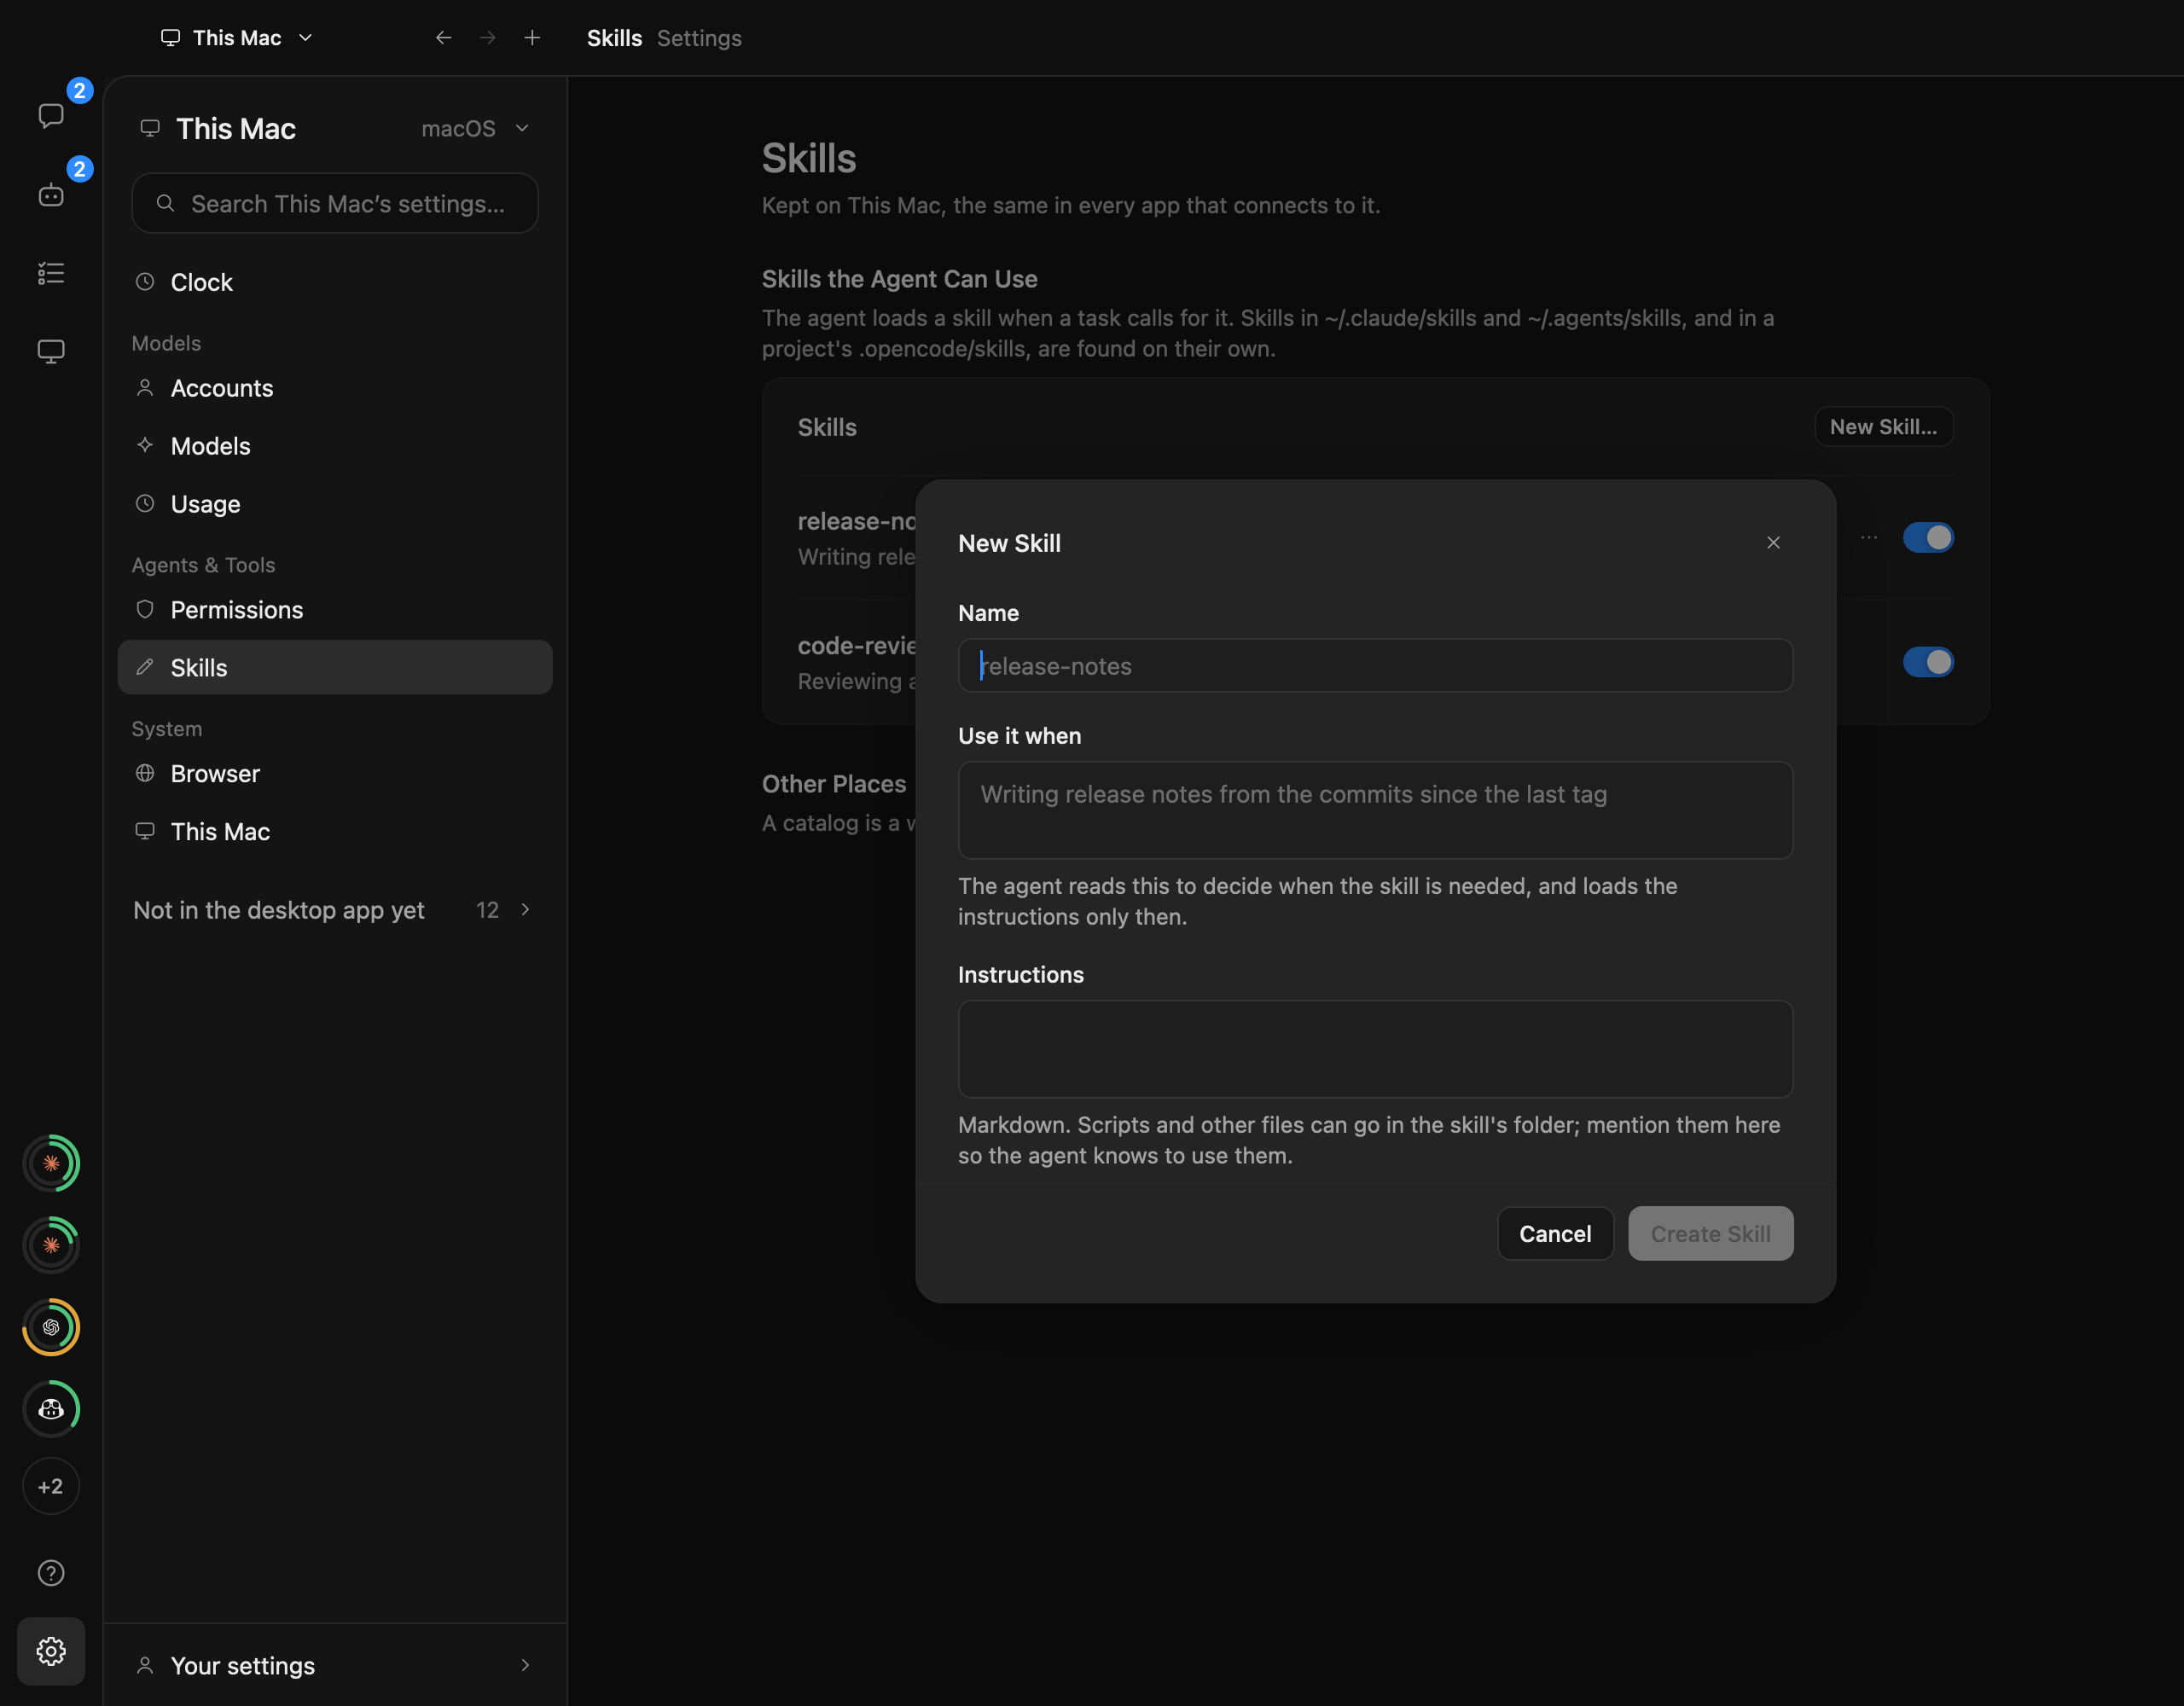 This Mac
Skills Settings
2
2
This Mac macOS
Search This Mac’s settings...
Clock
Models
Accounts
Models
Usage
Agents & Tools
Permissions
Skills
System
Browser
This Mac
Not in the desktop app yet 12
+2
Your settings
Skills
Kept on This Mac, the same in every app that connects to it.
Skills the Agent Can Use
The agent loads a skill when a task calls for it. Skills in ~/.claude/skills and ~/.agents/skills, and in a
project's .opencode/skills, are found on their own.
Skills New Skill...
release-no
Writing rele
code-revie
Reviewing
Other Places
A catalog is a
New Skill
Name
release-notes
Use it when
Writing release notes from the commits since the last tag
The agent reads this to decide when the skill is needed, and loads the
instructions only then.
Instructions
Markdown. Scripts and other files can go in the skill's folder; mention them here
so the agent knows to use them.
Cancel Create Skill